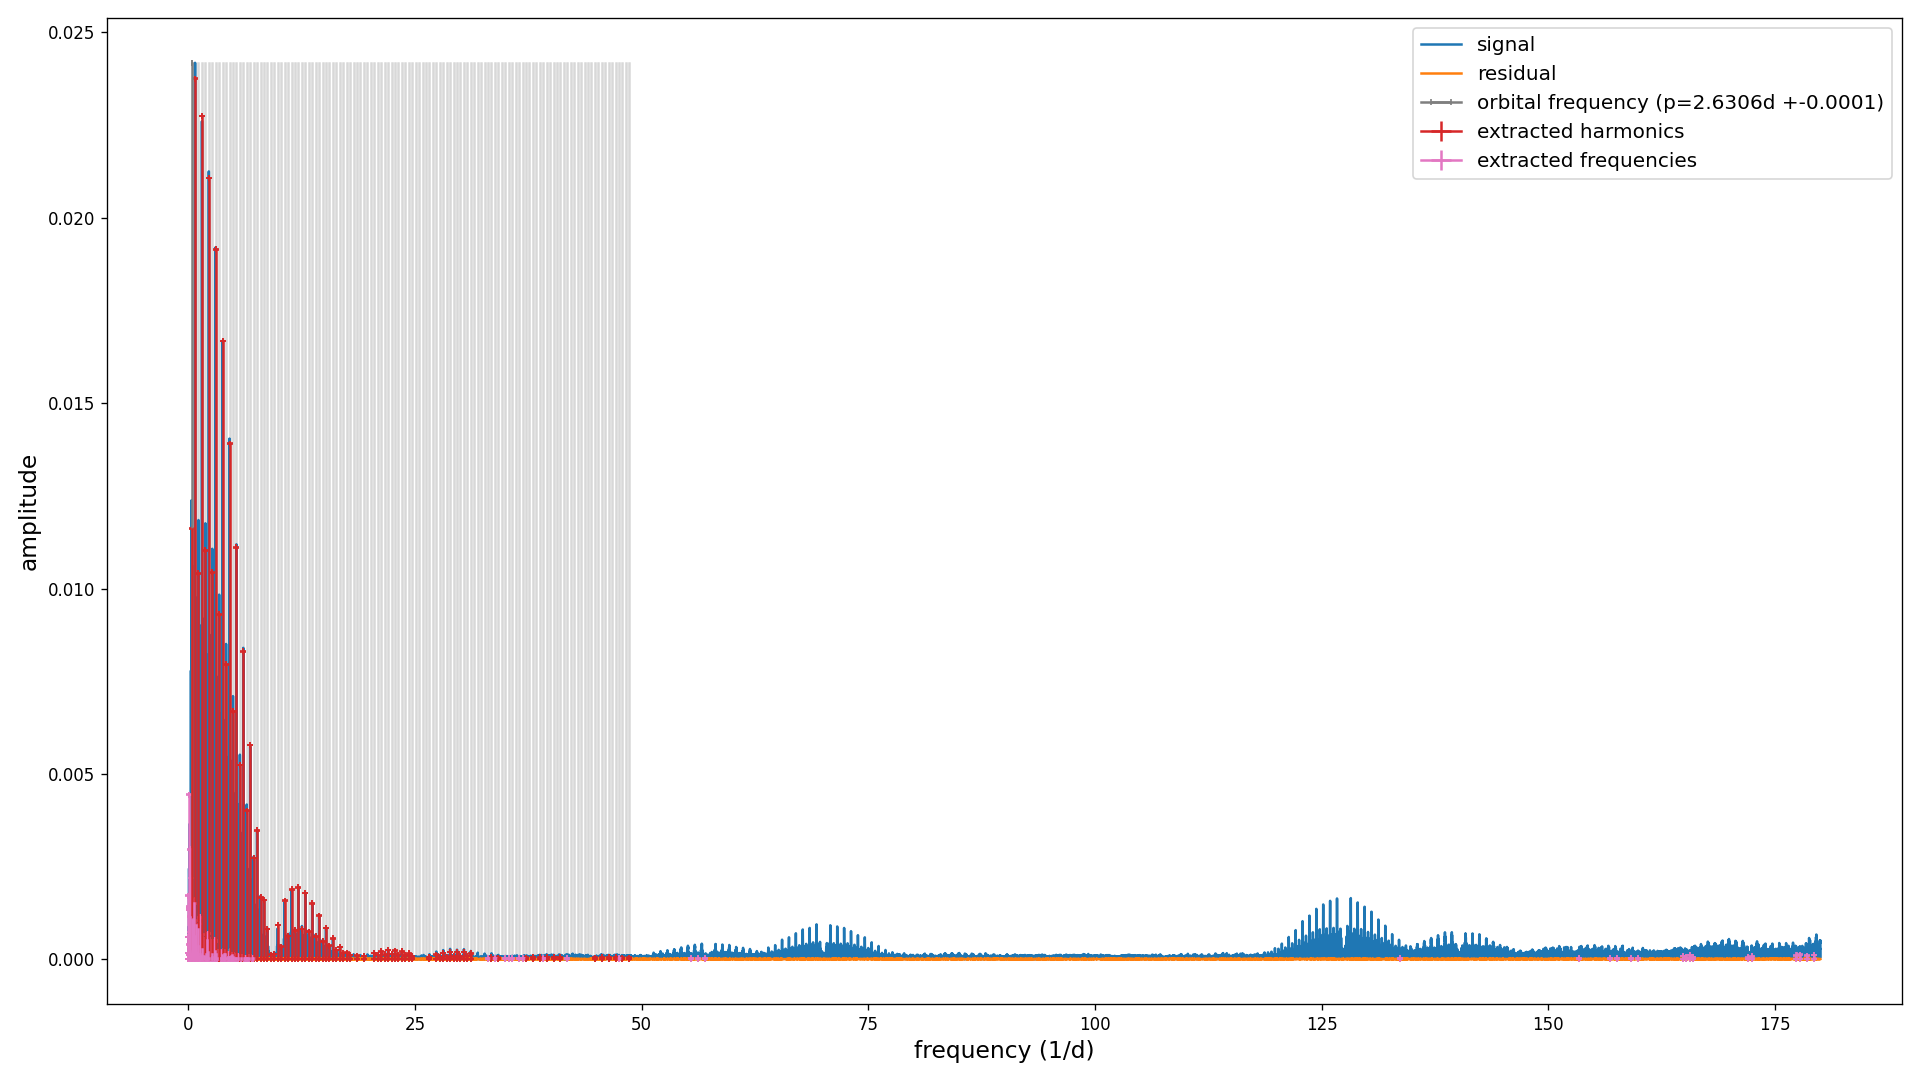 0.025
0.020
0.015
0.010
0.005
0.000
amplitude
signal
residual
orbital frequency (p=2.6306d +-0.0001)
extracted harmonics
extracted frequencies
0 25 50 75 100 125 150 175
frequency (1/d)